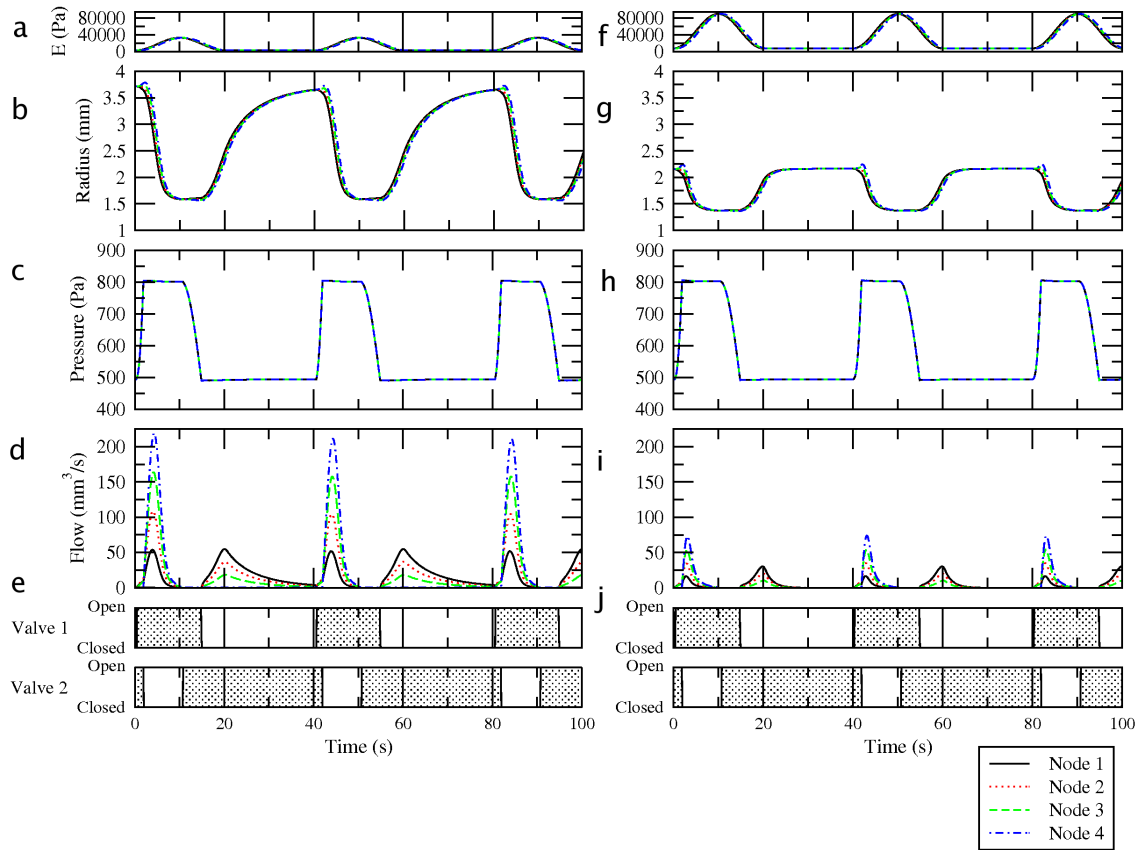 a
E (Pa)
80000
40000
0
f
80000
40000
0
b
Radius (mm)
4
3.5
3
2.5
2
1.5
1
g
4
3.5
3
2.5
2
1.5
1
c
Pressure (Pa)
900
800
700
600
500
400
h
900
800
700
600
500
400
d
Flow (mm³/s)
200
150
100
50
0
i
200
150
100
50
0
e
Valve 1
Open
Closed
j
Open
Closed
Valve 2
Open
Closed
Open
Closed
0 20 40 60 80 100
Time (s)
0 20 40 60 80 100
Time (s)
Node 1
Node 2
Node 3
Node 4